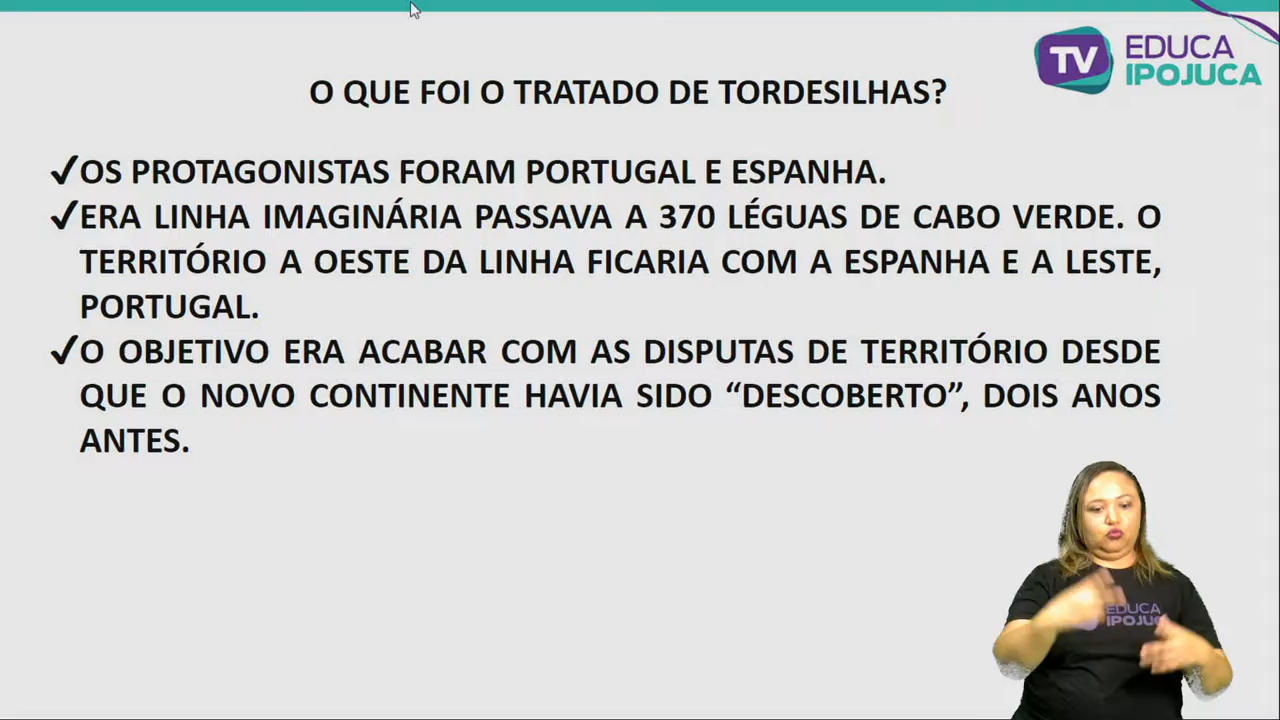 TV EDUCA
IPOJUCA
O QUE FOI O TRATADO DE TORDESILHAS?
✓OS PROTAGONISTAS FORAM PORTUGAL E ESPANHA.
✓ERA LINHA IMAGINÁRIA PASSAVA A 370 LÉGUAS DE CABO VERDE. O
TERRITÓRIO A OESTE DA LINHA FICARIA COM A ESPANHA E A LESTE,
PORTUGAL.
✓O OBJETIVO ERA ACABAR COM AS DISPUTAS DE TERRITÓRIO DESDE
QUE O NOVO CONTINENTE HAVIA SIDO “DESCOBERTO”, DOIS ANOS
ANTES.
EDUCA